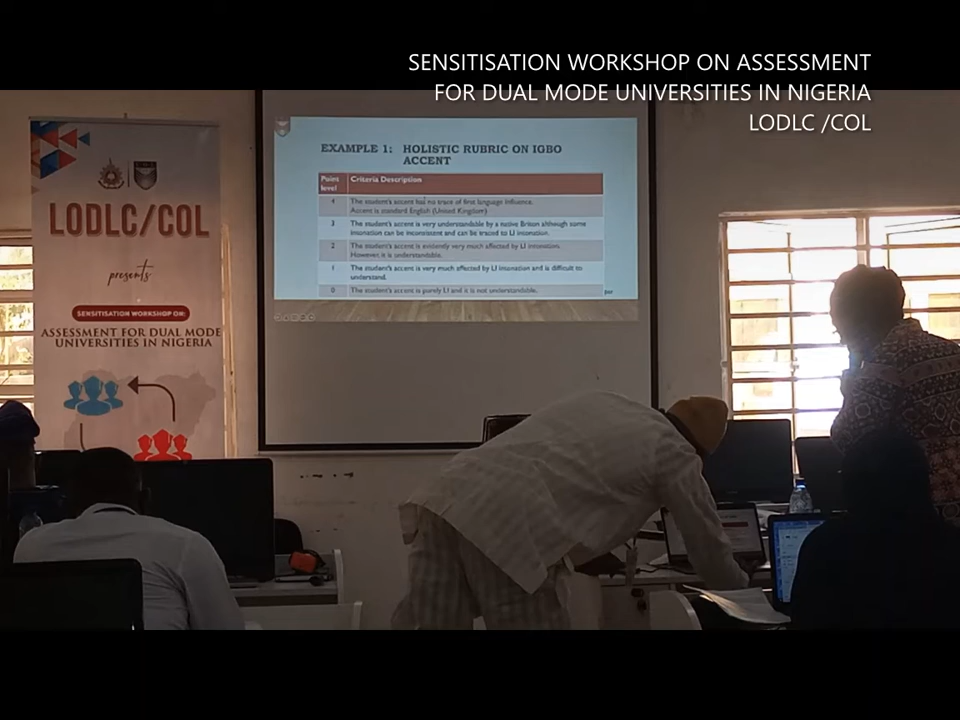 SENSITISATION WORKSHOP ON ASSESSMENT
FOR DUAL MODE UNIVERSITIES IN NIGERIA
LODLC /COL
LODLC/COL
presents
SENSITISATION WORKSHOP ON:
ASSESSMENT FOR DUAL MODE
UNIVERSITIES IN NIGERIA
EXAMPLE 1: HOLISTIC RUBRIC ON IGBO
ACCENT
Point Criteria Description
level
4 The student's accent has no trace of first language influence.
Accent is standard English (United Kingdom)
3 The student's accent is very understandable by a native Briton although some
intonation can be inconsistent and can be traced to L1 intonation.
2 The student's accent is evidently very much affected by L1 intonation.
However it is understandable.
1 The student's accent is very much affected by L1 intonation and is difficult to
understand.
0 The student's accent is purely L1 and it is not understandable.